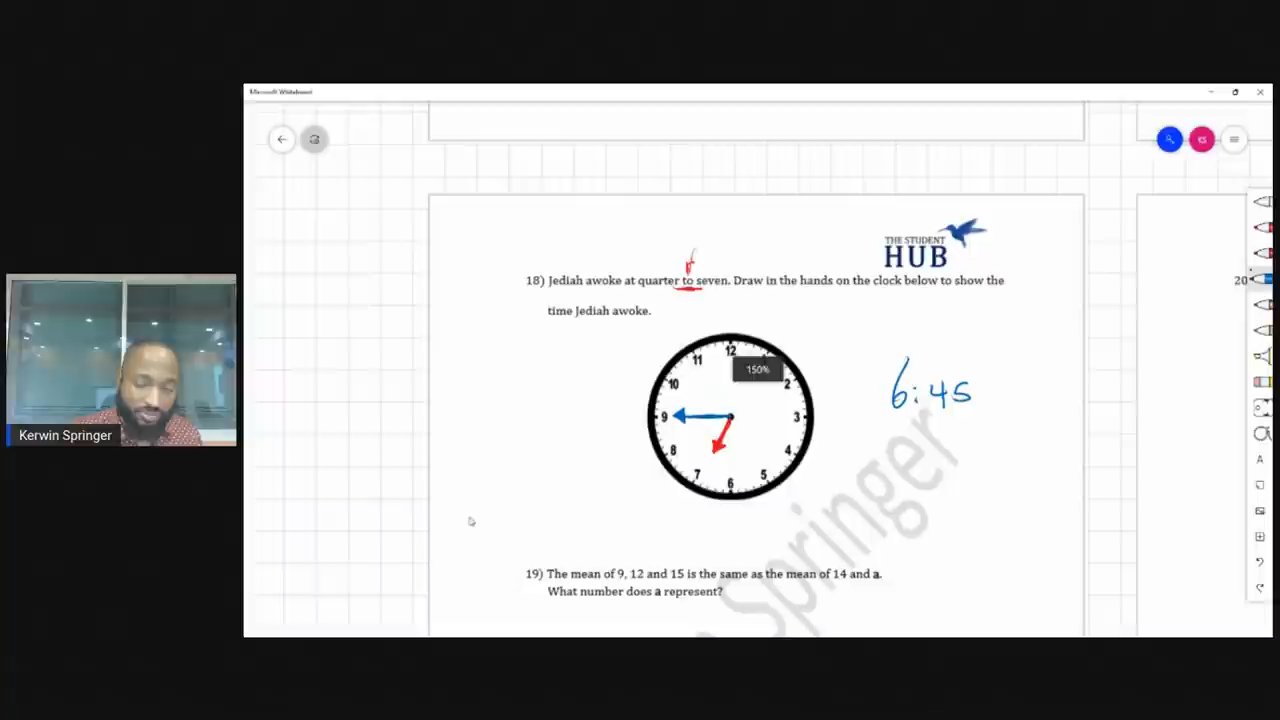 Microsoft Whiteboard
THE STUDENT
HUB
18) Jediah awoke at quarter to seven. Draw in the hands on the clock below to show the
time Jediah awoke.
12
11
150%
10
2
9
3
8
4
7
5
6
6:45
20
Kerwin Springer
19) The mean of 9, 12 and 15 is the same as the mean of 14 and a.
What number does a represent?
Springer
KS
A